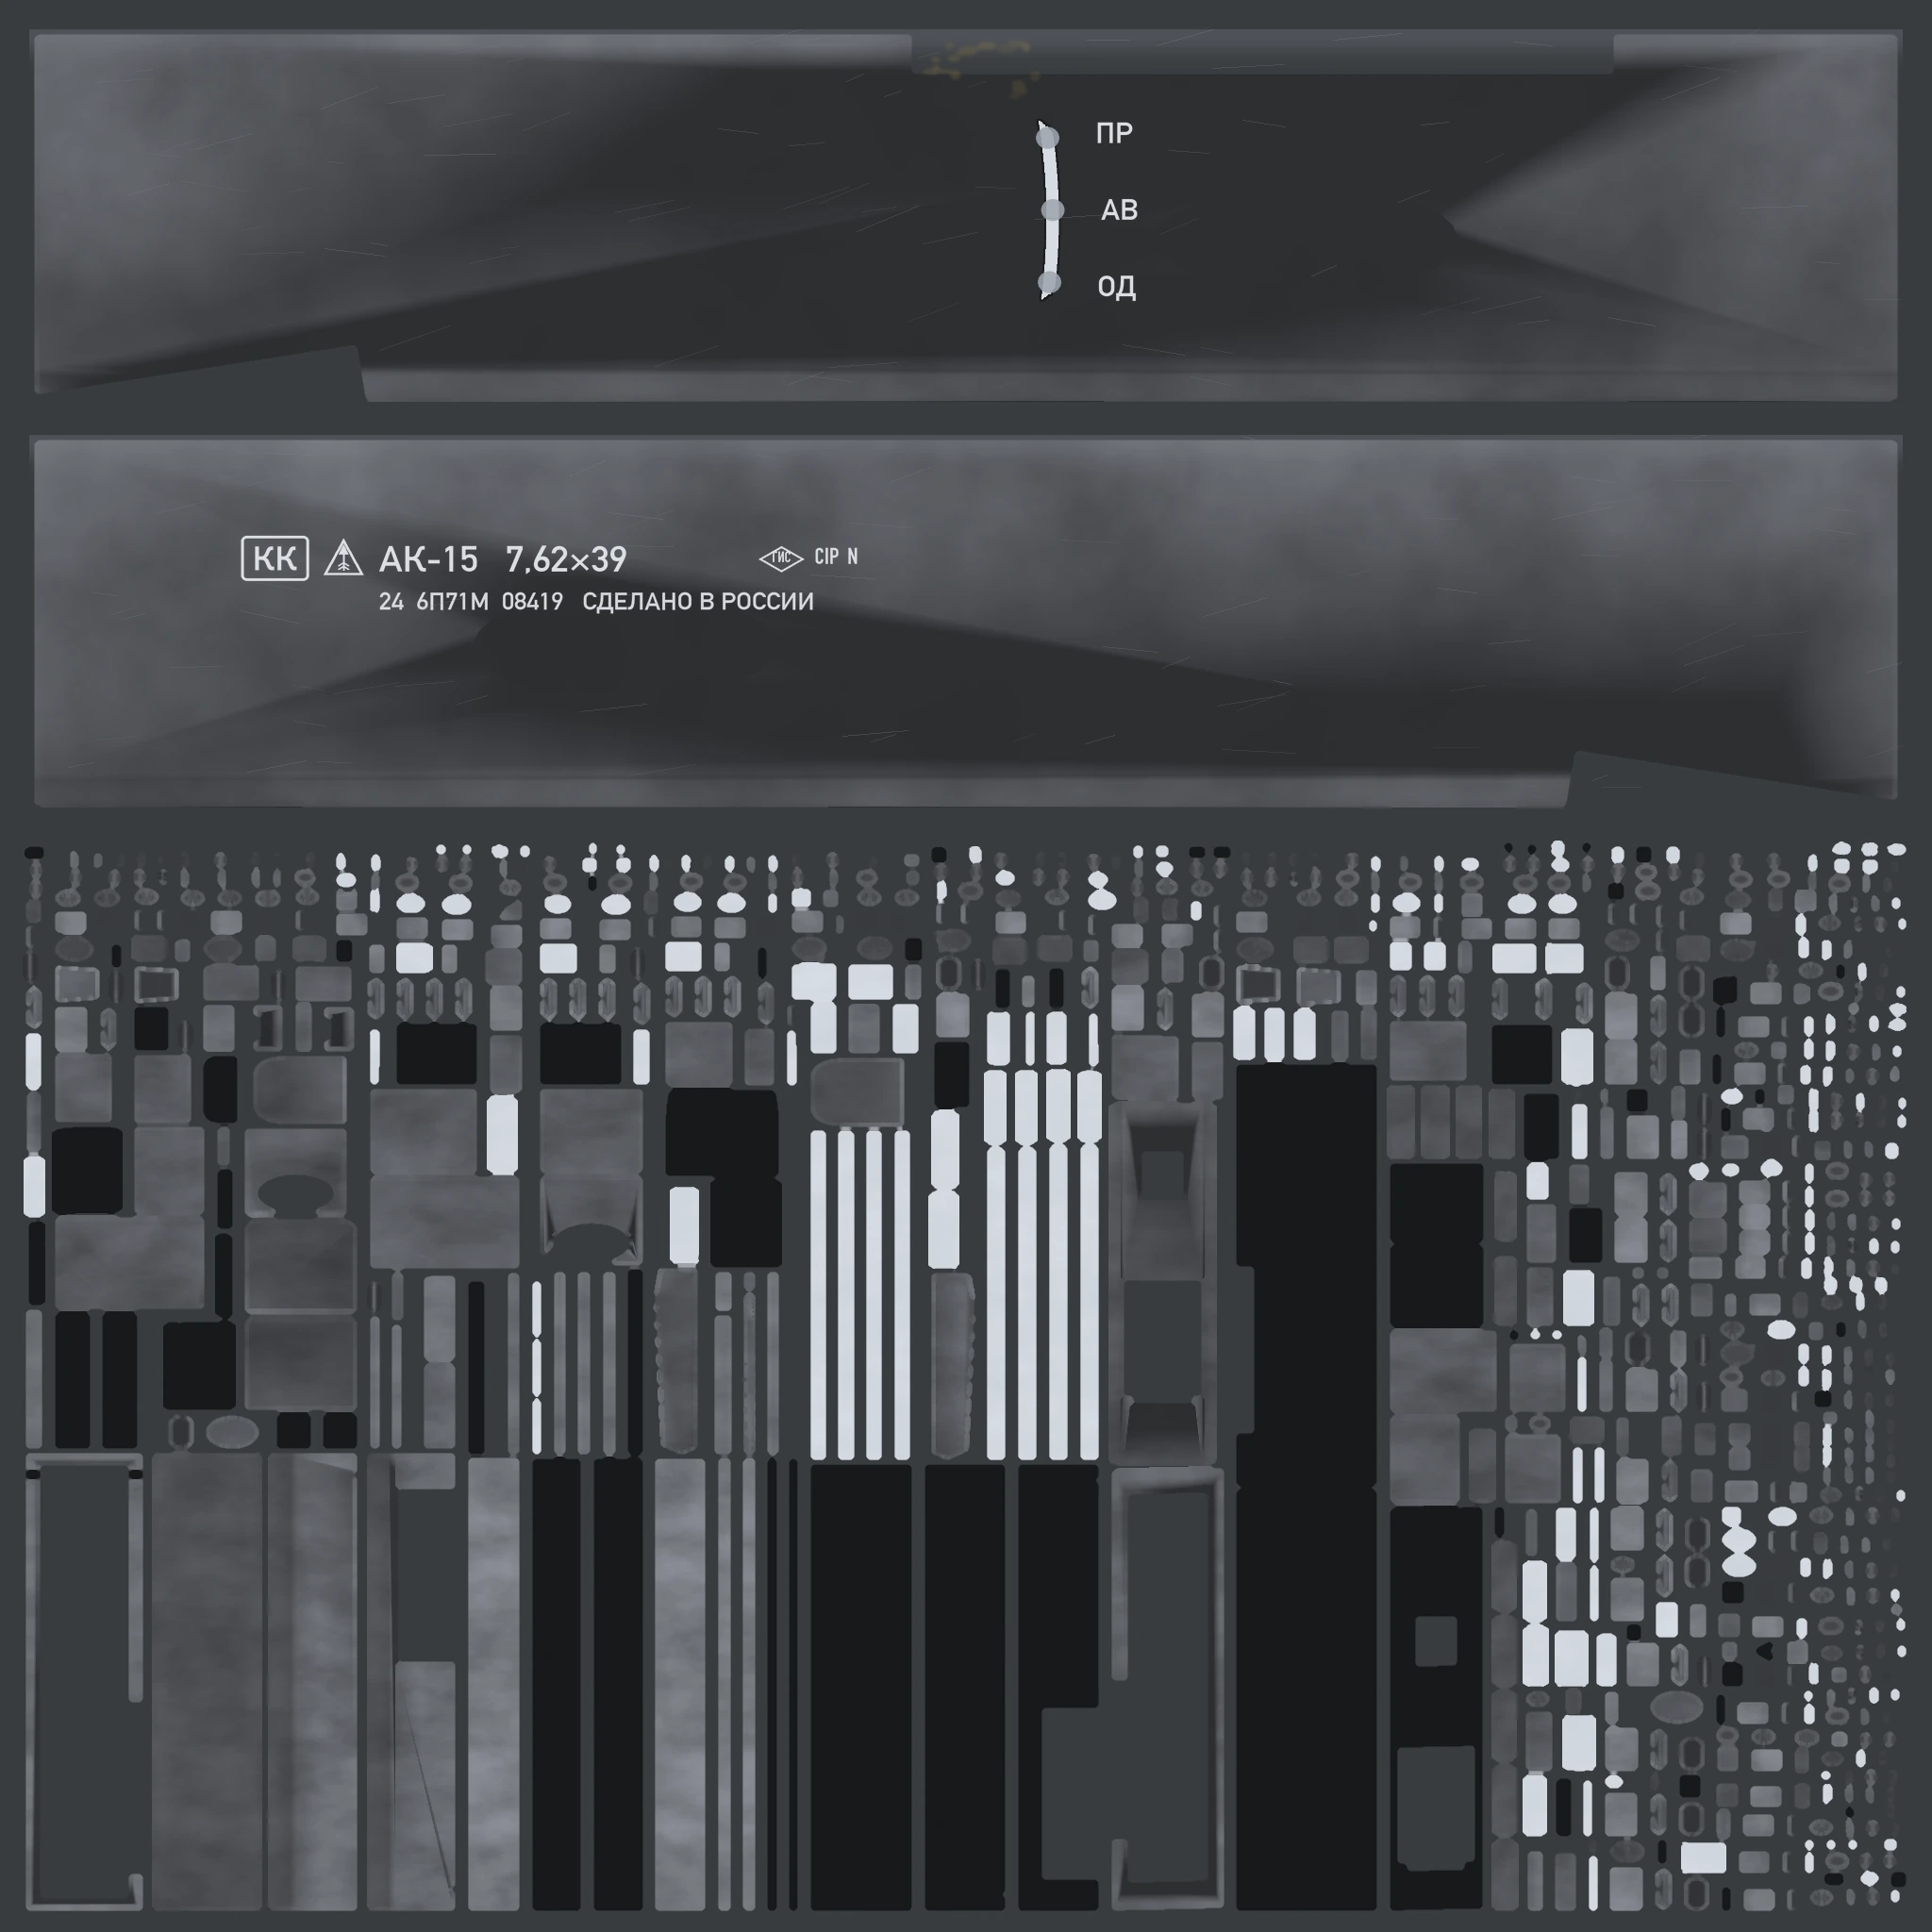 ПР
АВ
ОД
КК АК-15 7,62×39 ГИС CIP N
24 6П71М 08419 СДЕЛАНО В РОССИИ